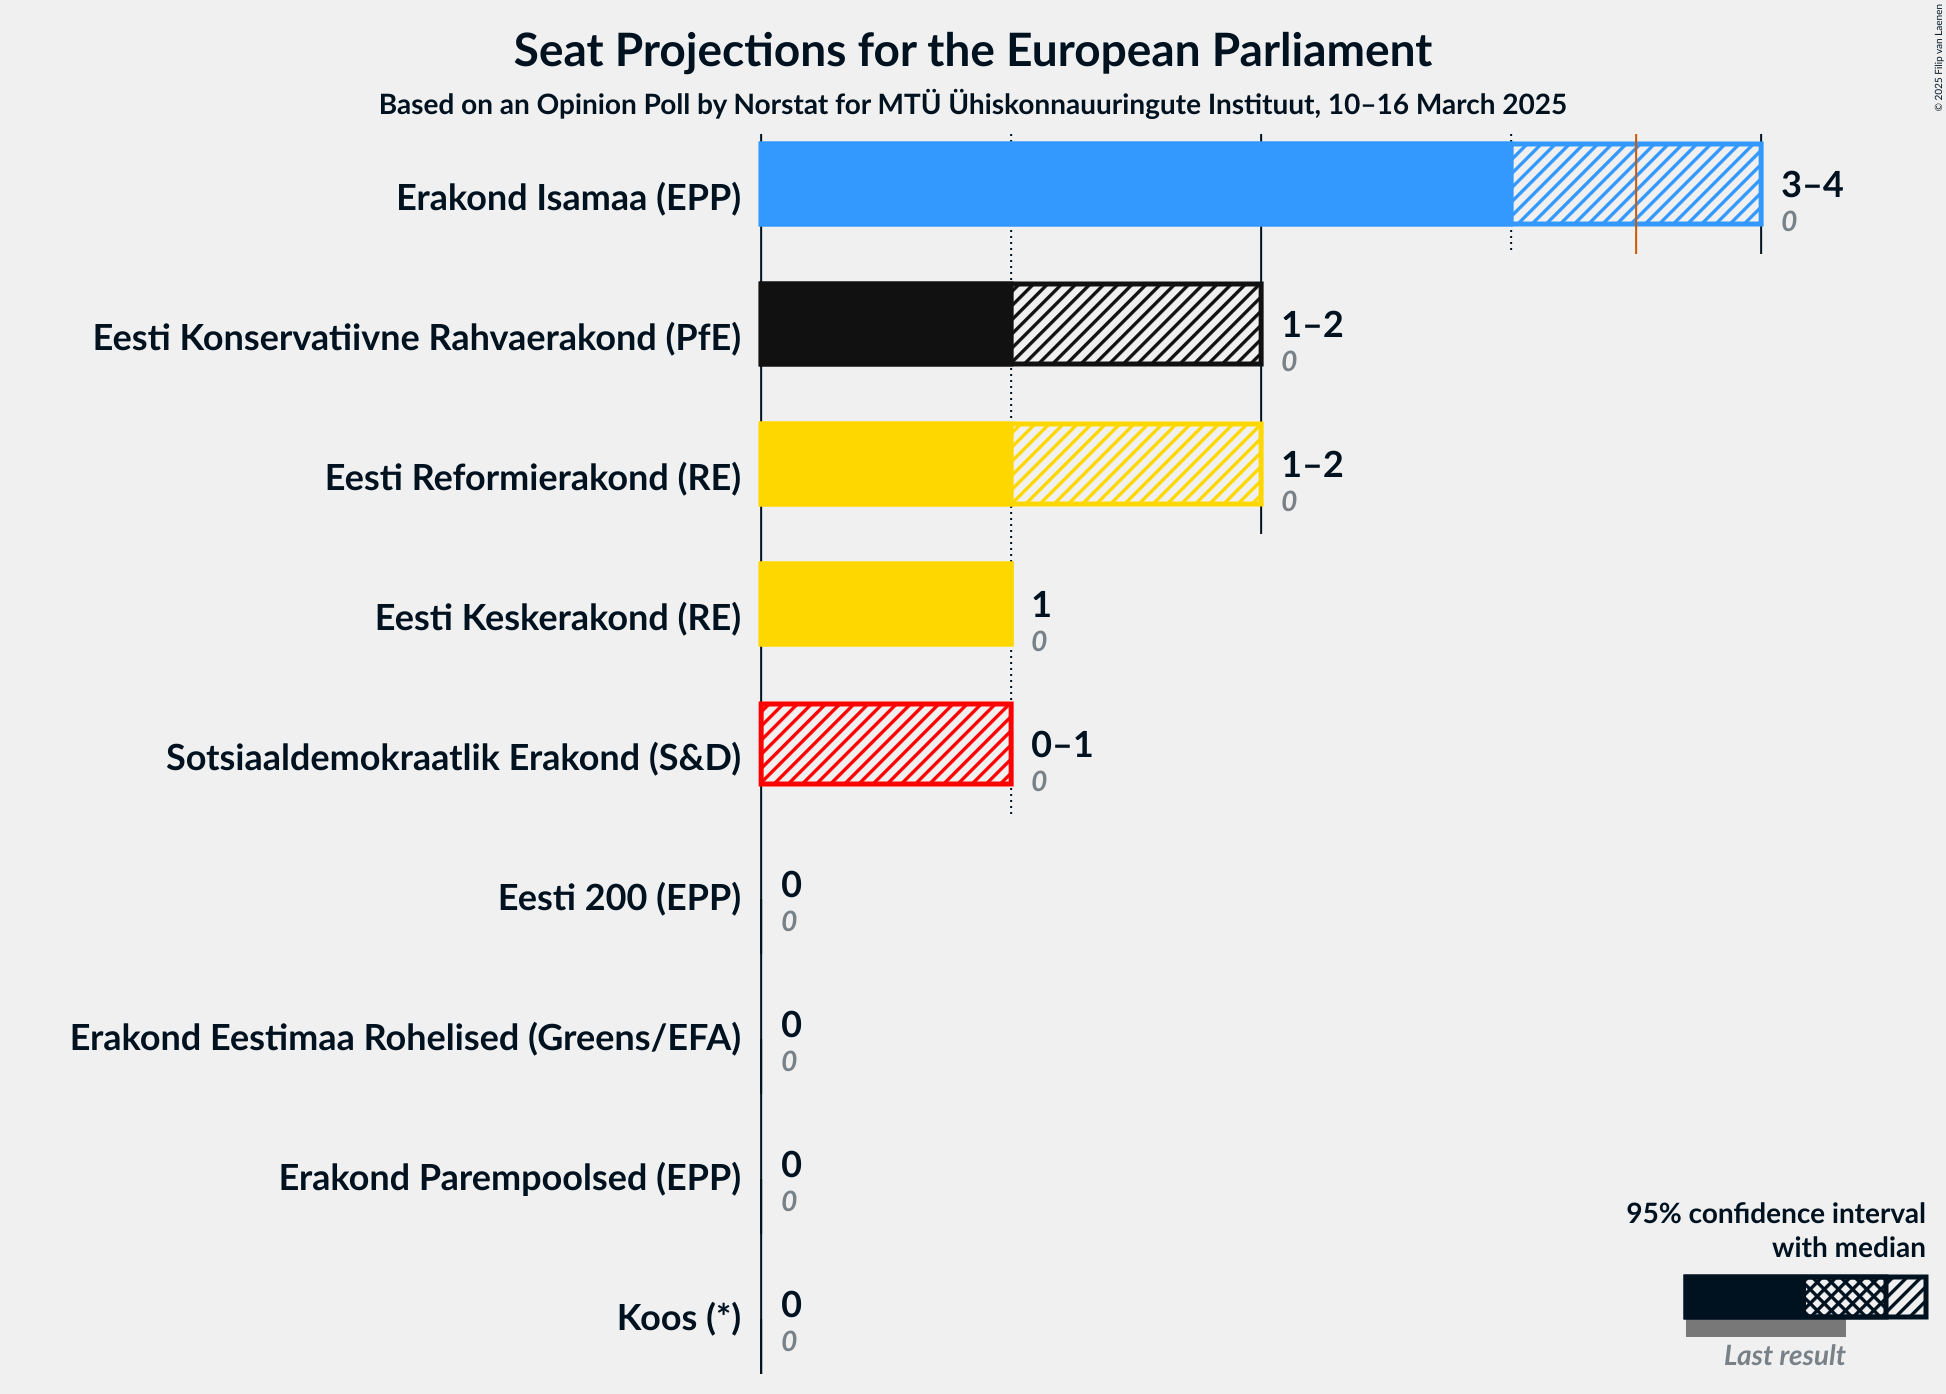 Seat Projections for the European Parliament
Based on an Opinion Poll by Norstat for MTÜ Ühiskonnauuringute Instituut, 10–16 March 2025
© 2025 Filip van Laenen
Erakond Isamaa (EPP)
3–4
0
Eesti Konservatiivne Rahvaerakond (PfE)
1–2
0
Eesti Reformierakond (RE)
1–2
0
Eesti Keskerakond (RE)
1
0
Sotsiaaldemokraatlik Erakond (S&D)
0–1
0
Eesti 200 (EPP)
0
0
Erakond Eestimaa Rohelised (Greens/EFA)
0
0
Erakond Parempoolsed (EPP)
0
0
Koos (*)
0
0
95% confidence interval
with median
Last result